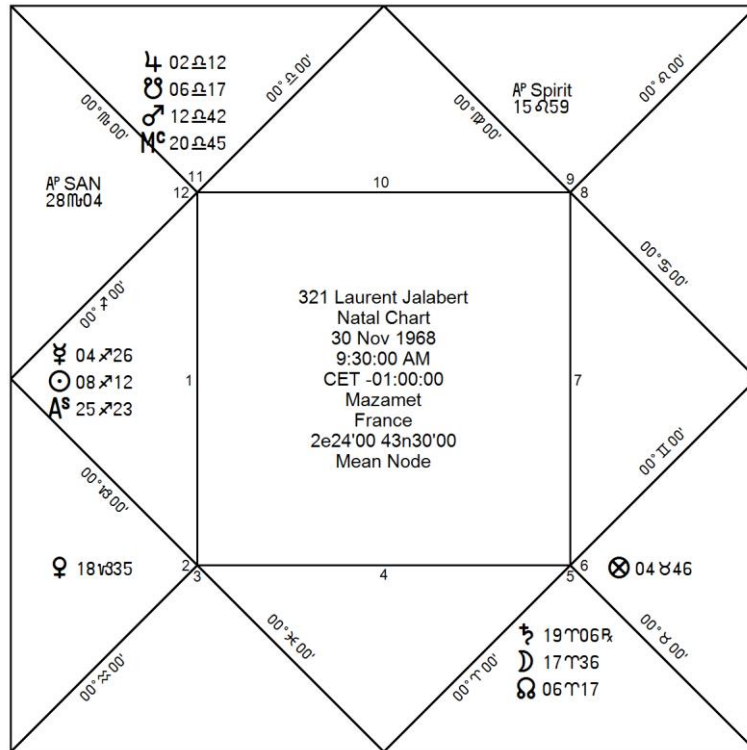 ♃ 02♎12
☋ 06♎17
♂ 12♎42
Mc 20♎45
00°♏00'
00°♎00'
00°♍00'
00°♌00'
AP Spirit
15♌59
AP SAN
28♏04
11
12
10
9
8
00°♋00'
00°♐00'
☿ 04♐26
☉ 08♐12
As 25♐23
1
321 Laurent Jalabert
Natal Chart
30 Nov 1968
9:30:00 AM
CET -01:00:00
Mazamet
France
2e24'00 43n30'00
Mean Node
7
00°♑00'
00°♊00'
♀ 18♑35
2
3
4
5
6
⊗ 04♉46
00°♒00'
00°♓00'
00°♈00'
00°♉00'
♄ 19♈06℞
☽ 17♈36
☊ 06♈17